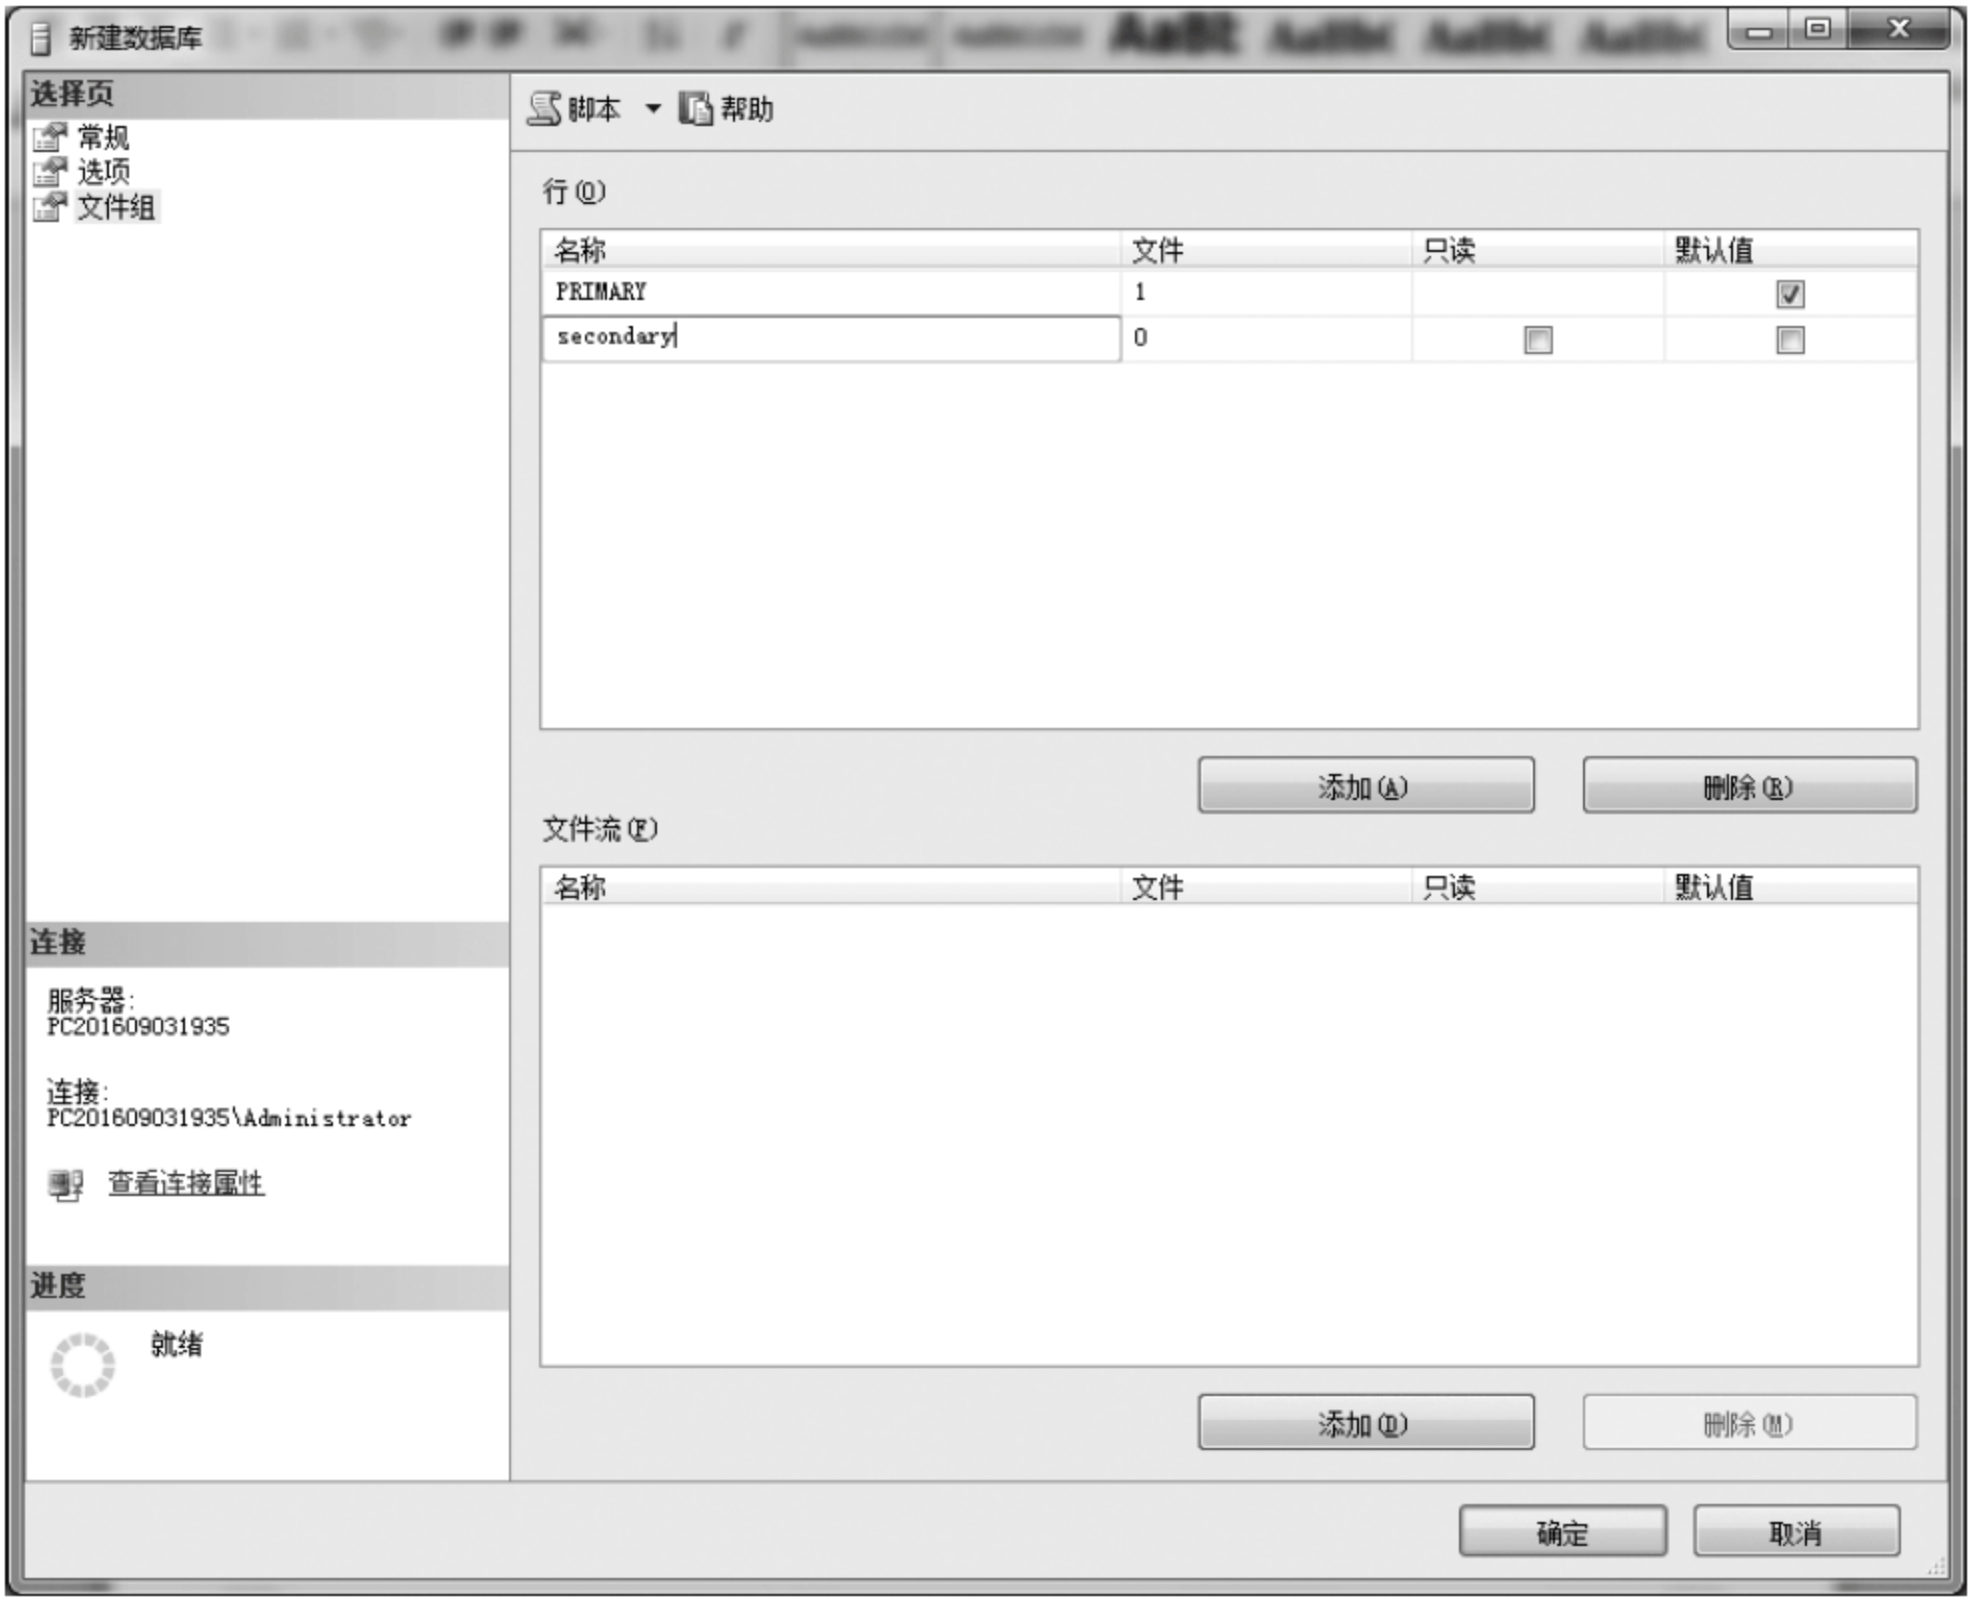 新建数据库
选择页
常规
选项
文件组
脚本 帮助
行(O)
名称 文件 只读 默认值
PRIMARY 1
secondary 0
添加(A) 删除(R)
文件流(F)
名称 文件 只读 默认值
添加(D) 删除(M)
连接
服务器:
PC201609031935
连接:
PC201609031935\Administrator
查看连接属性
进度
就绪
确定 取消